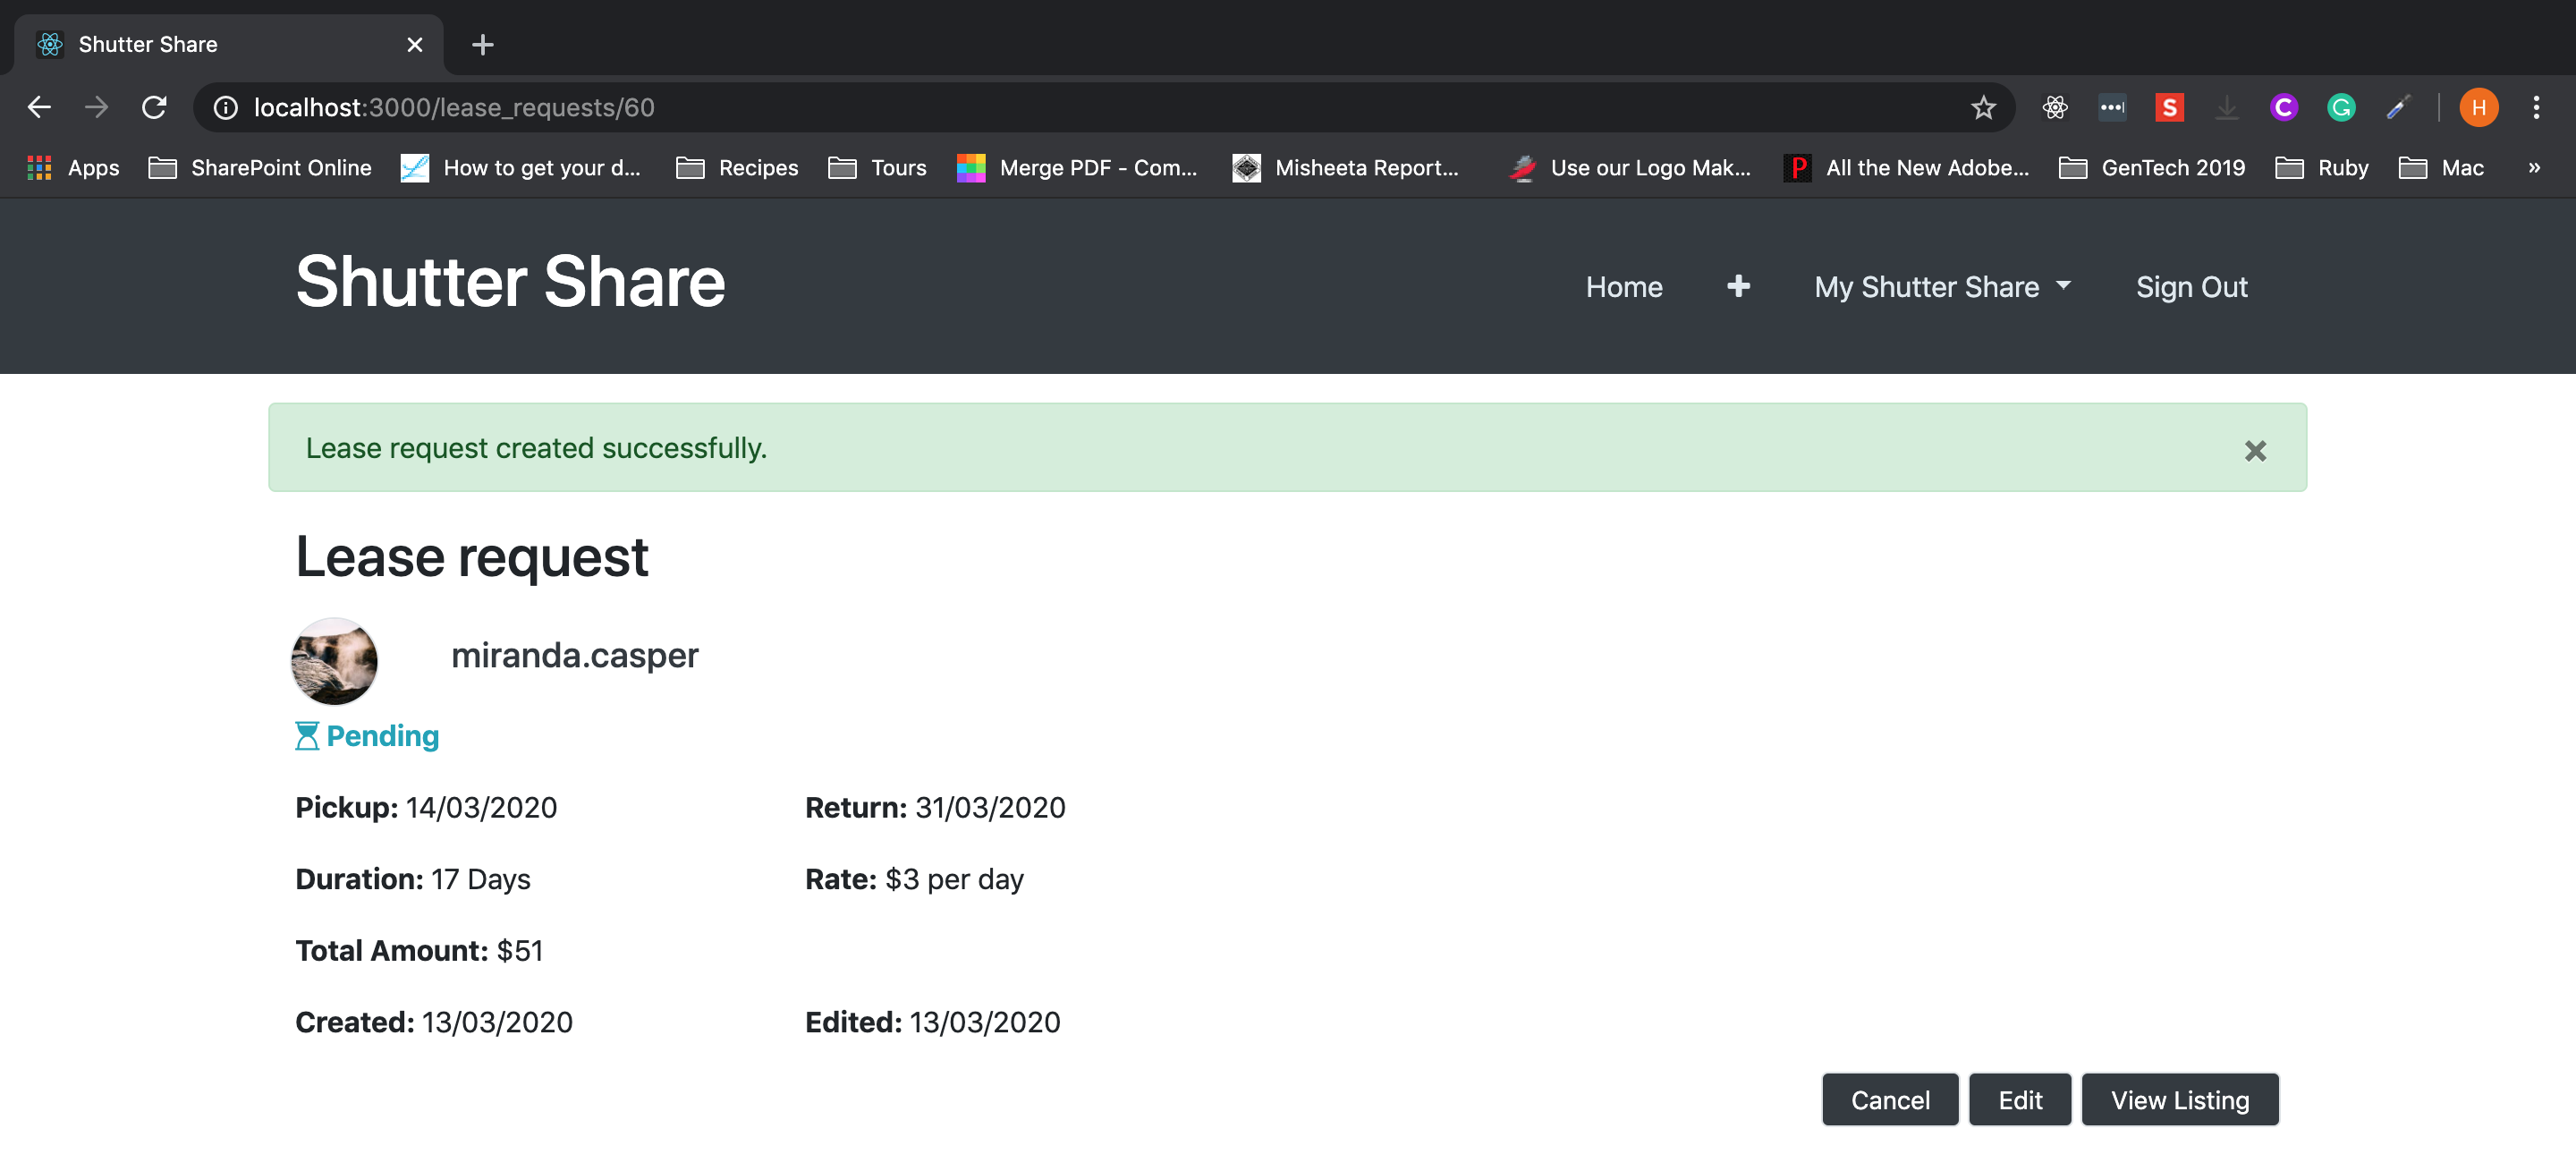 Shutter Share
localhost:3000/lease_requests/60
S C G H
Apps SharePoint Online How to get your d... Recipes Tours Merge PDF - Com... Misheeta Report... Use our Logo Mak... P All the New Adobe... GenTech 2019 Ruby Mac »
Shutter Share Home My Shutter Share Sign Out
Lease request created successfully.
Lease request
miranda.casper
Pending
Pickup: 14/03/2020 Return: 31/03/2020
Duration: 17 Days Rate: $3 per day
Total Amount: $51
Created: 13/03/2020 Edited: 13/03/2020
Cancel Edit View Listing